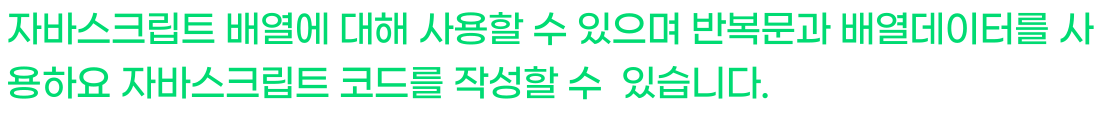 자바스크립트 배열에 대해 사용할 수 있으며 반복문과 배열데이터를 사
용하요 자바스크립트 코드를 작성할 수  있습니다.